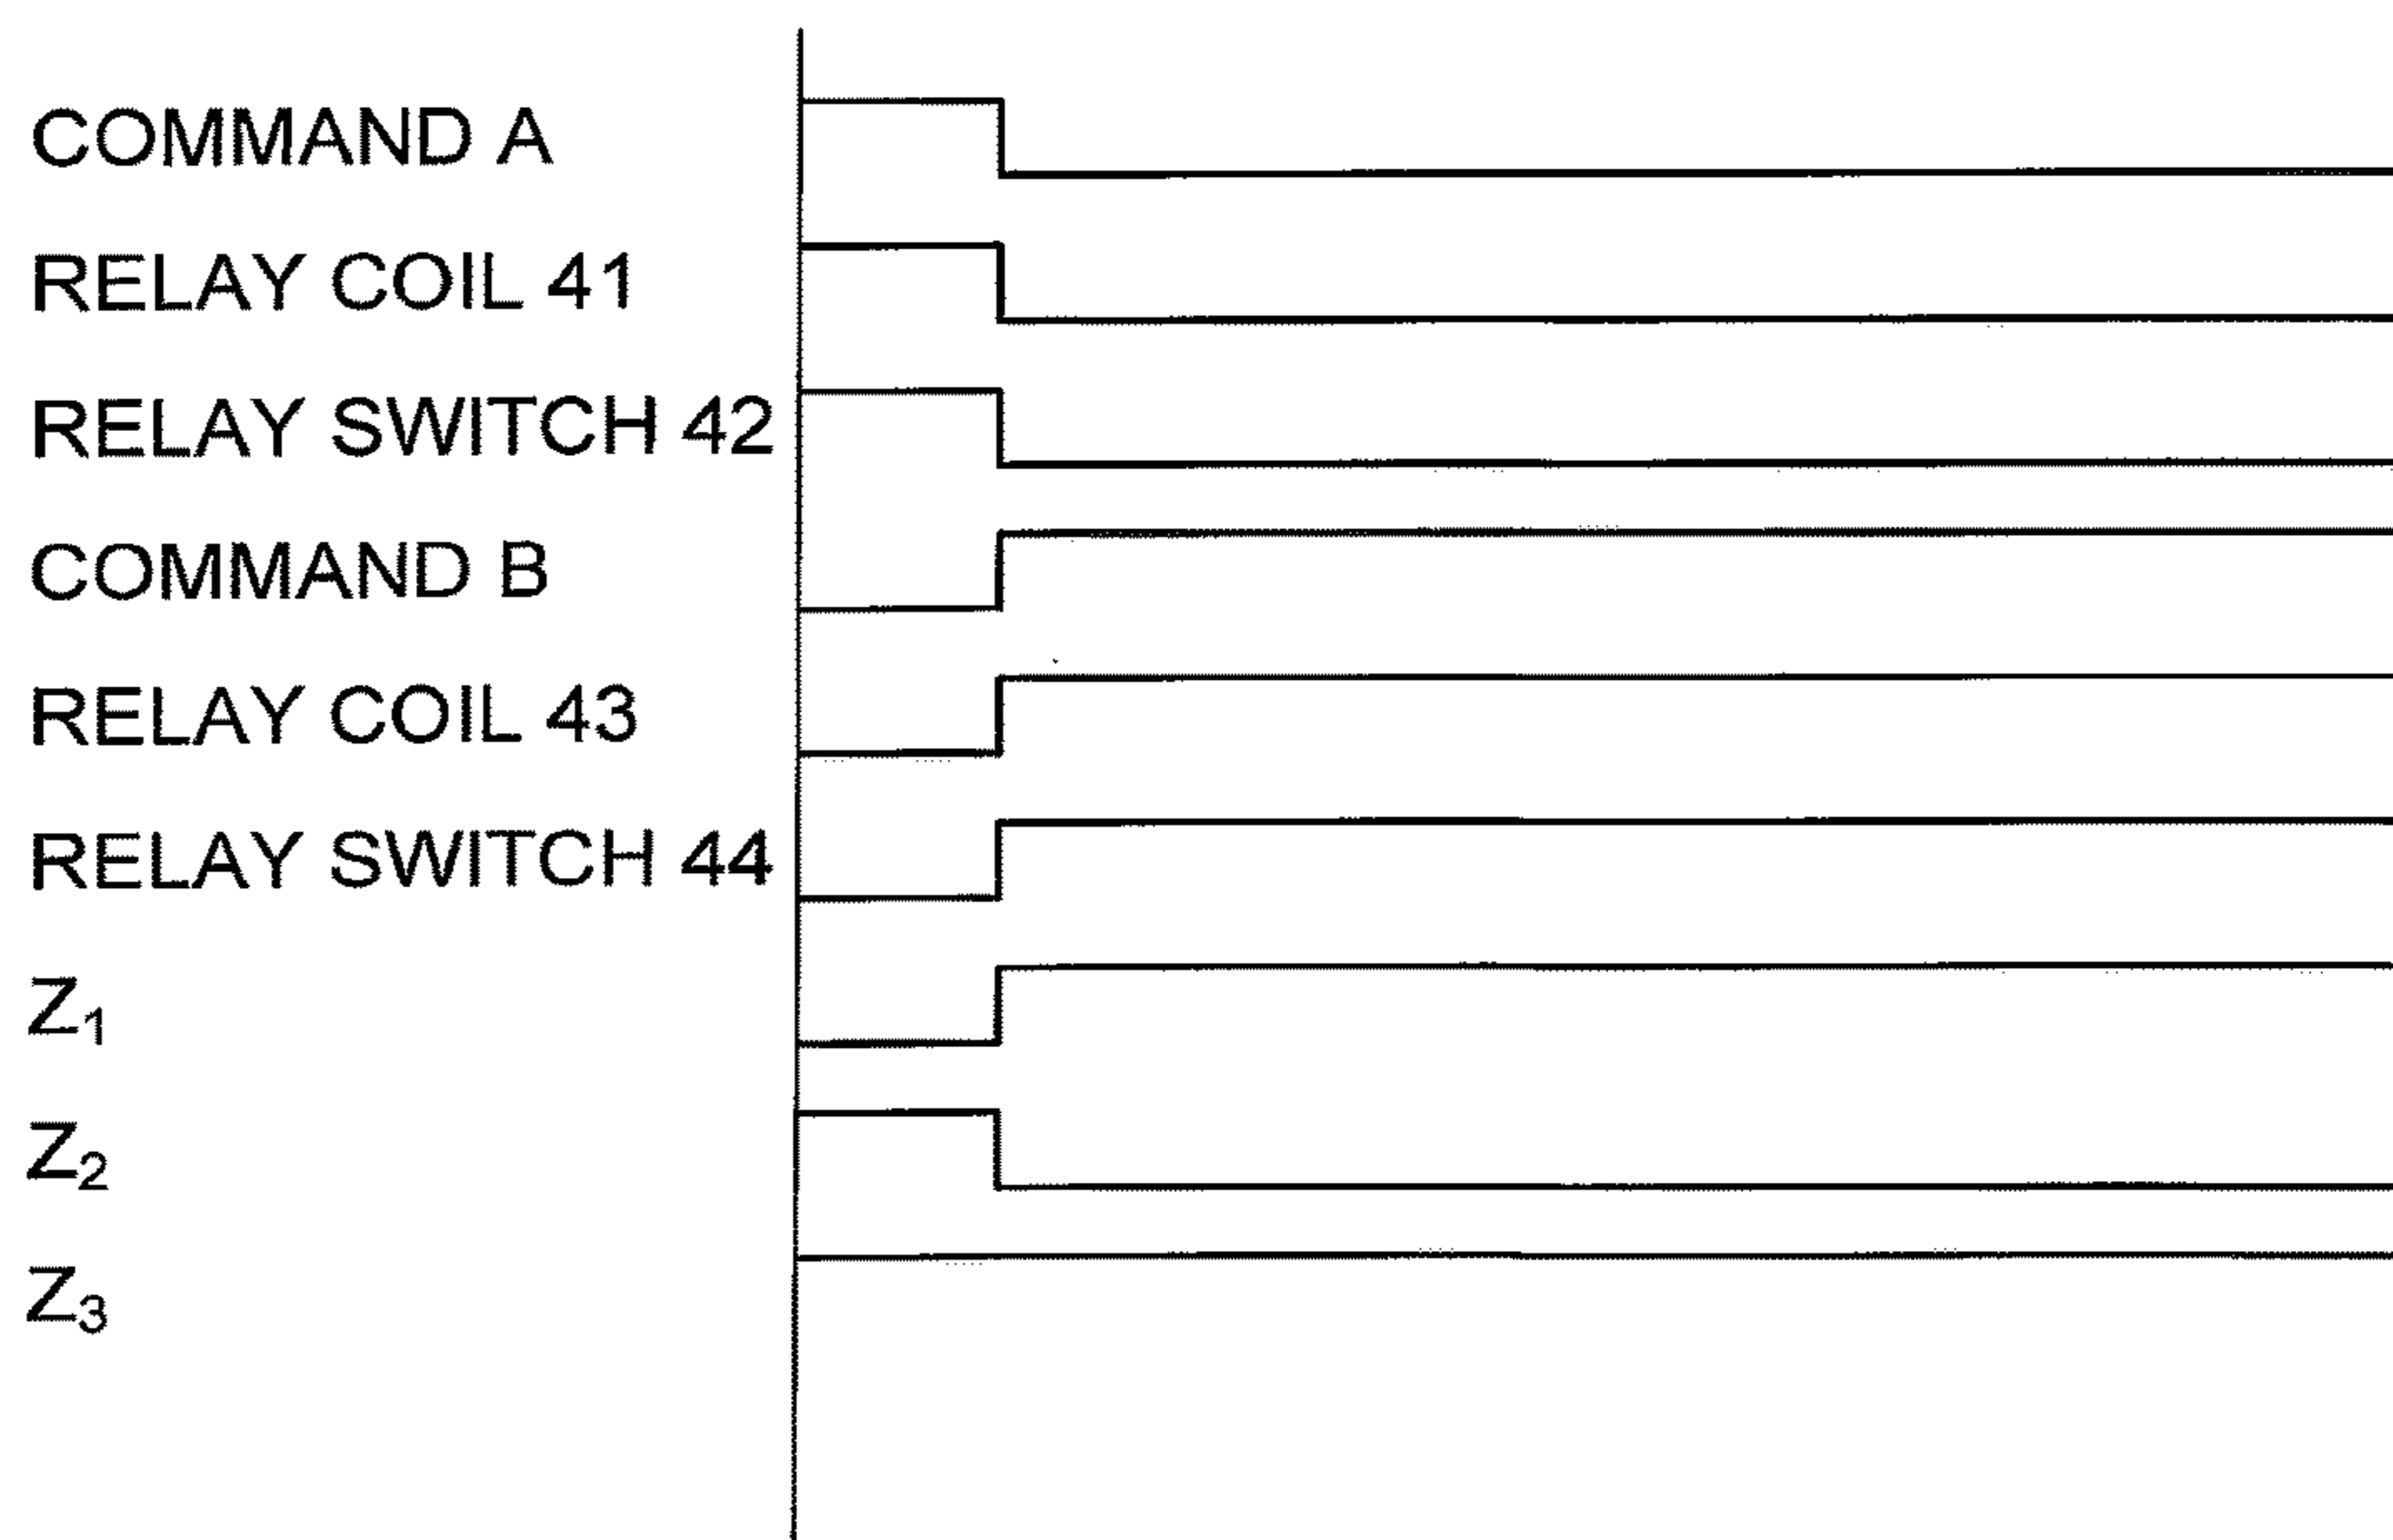 COMMAND A
RELAY COIL 41
RELAY SWITCH 42
COMMAND B
RELAY COIL 43
RELAY SWITCH 44
Z₁
Z₂
Z₃